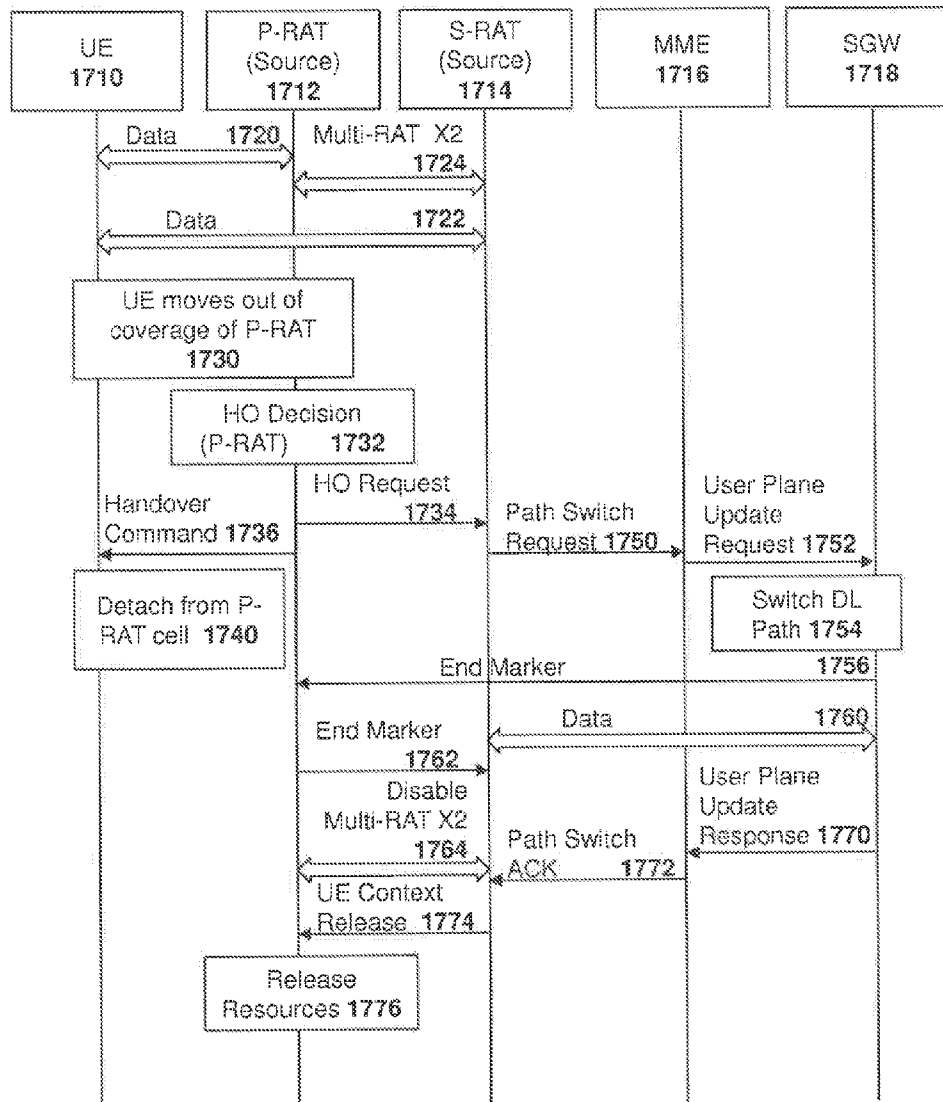 UE
1710
P-RAT
(Source)
1712
S-RAT
(Source)
1714
MME
1716
SGW
1718
Data 1720
Multi-RAT X2
1724
Data 1722
UE moves out of
coverage of P-RAT
1730
HO Decision
(P-RAT) 1732
HO Request
1734
Handover
Command 1736
Path Switch
Request 1750
User Plane
Update
Request 1752
Detach from P-
RAT cell 1740
Switch DL
Path 1754
End Marker 1756
Data 1760
End Marker
1762
Disable
Multi-RAT X2
1764
User Plane
Update
Response 1770
Path Switch
ACK 1772
UE Context
Release 1774
Release
Resources 1776